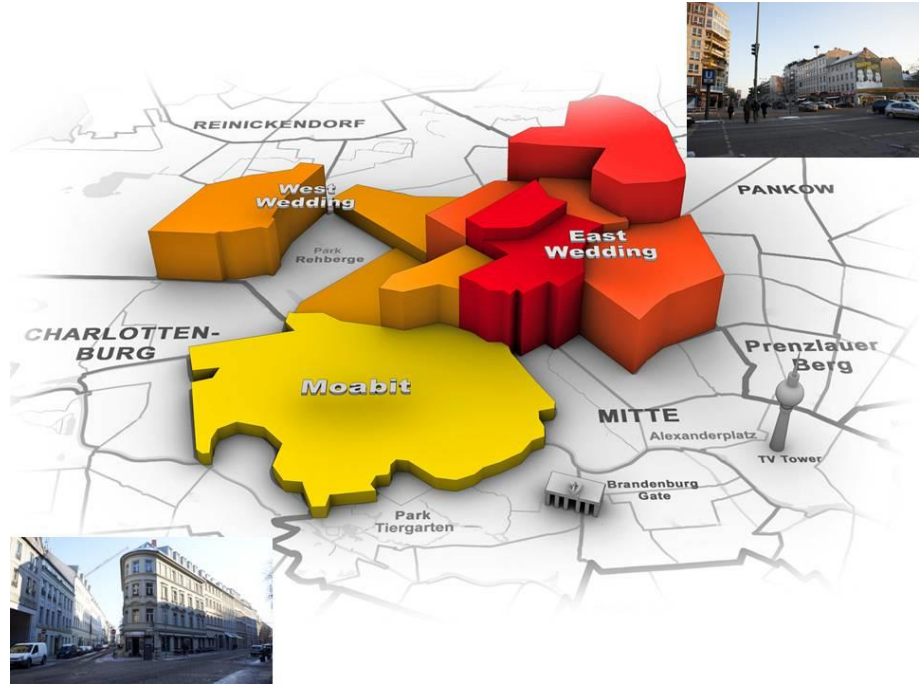 REINICKENDORF
West
Wedding
PANKOW
Park
Rehberge
East
Wedding
CHARLOTTEN-
BURG
Prenzlauer
Berg
Moabit
MITTE
Alexanderplatz
TV Tower
Brandenburg
Gate
Park
Tiergarten
U